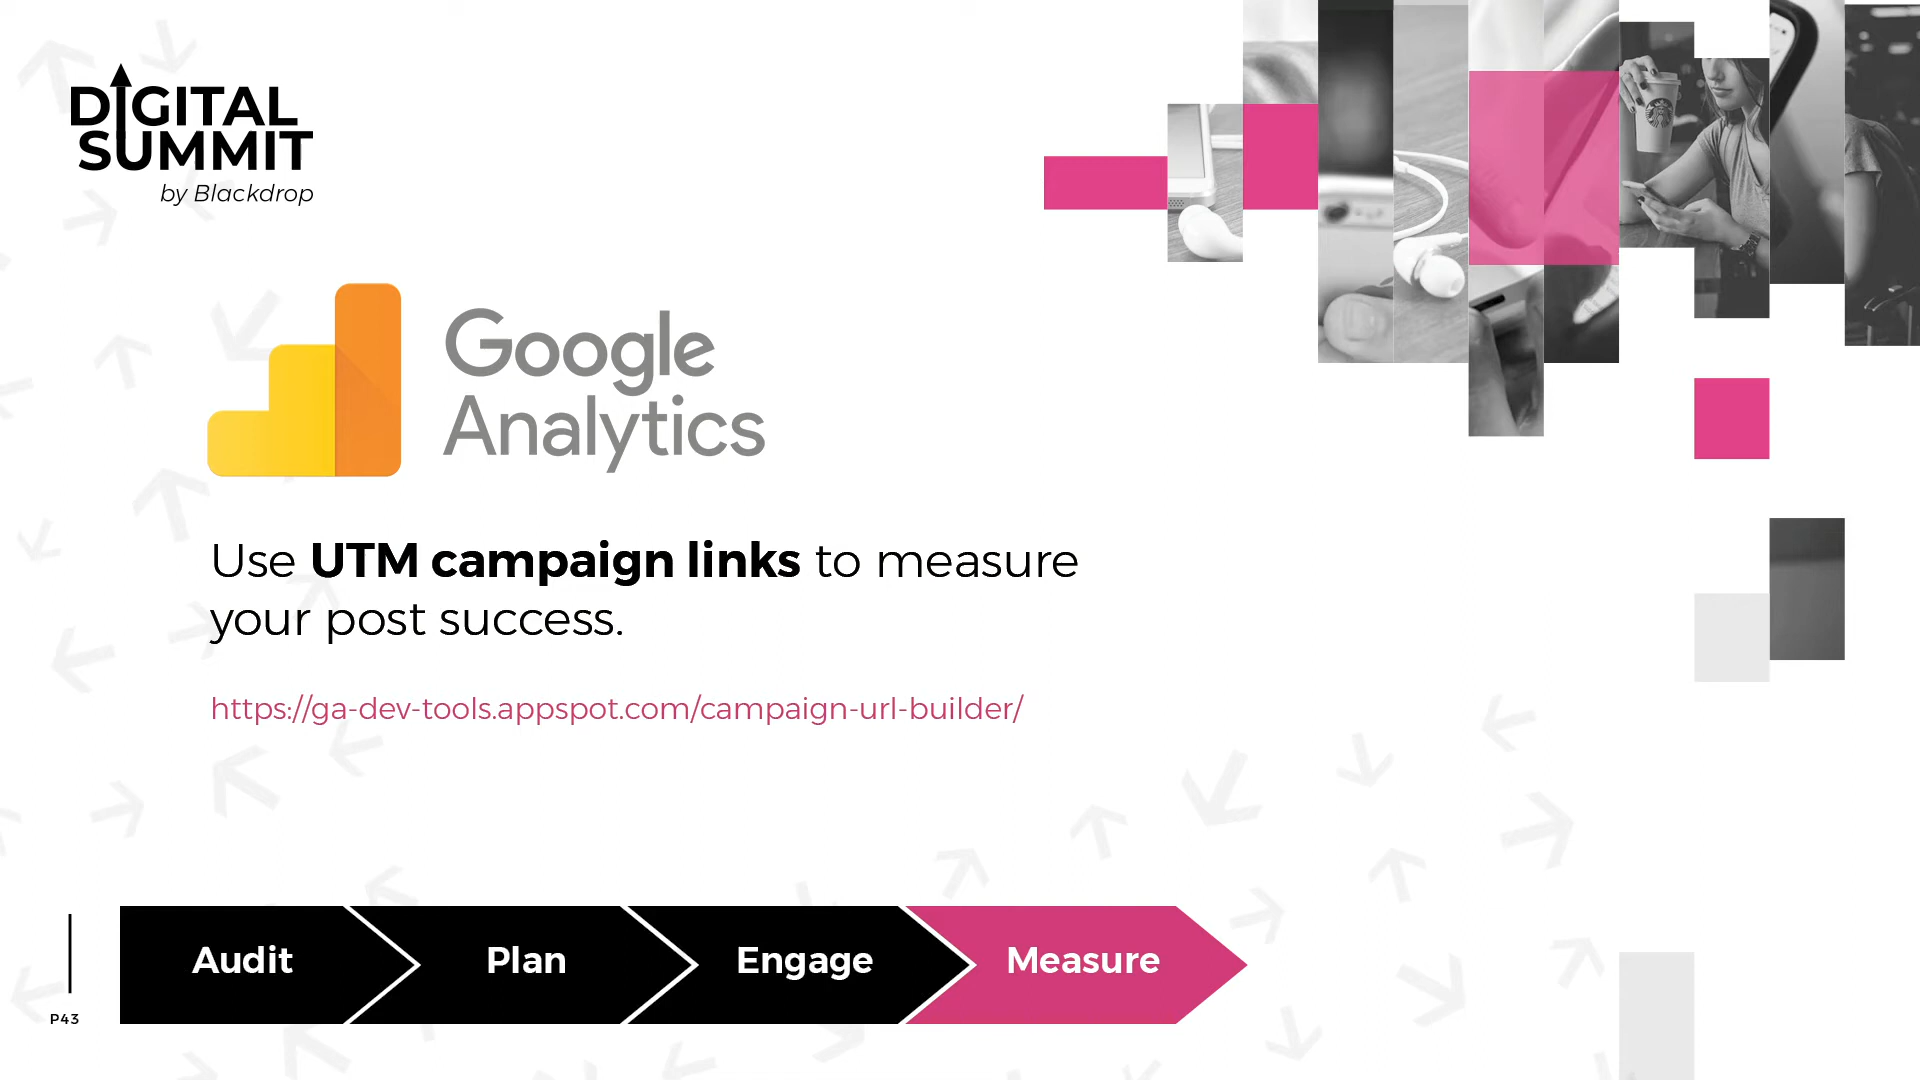 DIGITAL
SUMMIT
by Blackdrop
Google
Analytics
Use UTM campaign links to measure
your post success.
https://ga-dev-tools.appspot.com/campaign-url-builder/
Audit
Plan
Engage
Measure
P43